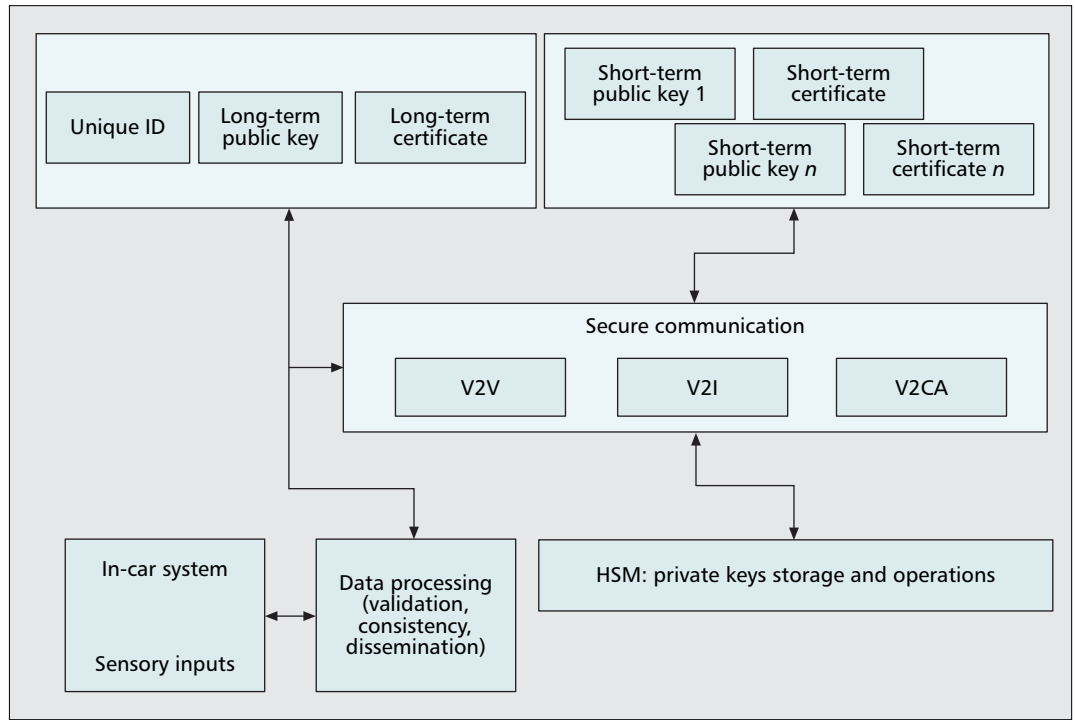 Unique ID
Long-term
public key
Long-term
certificate
Short-term
public key 1
Short-term
certificate
Short-term
public key n
Short-term
certificate n
Secure communication
V2V
V2I
V2CA
In-car system
Sensory inputs
Data processing
(validation,
consistency,
dissemination)
HSM: private keys storage and operations